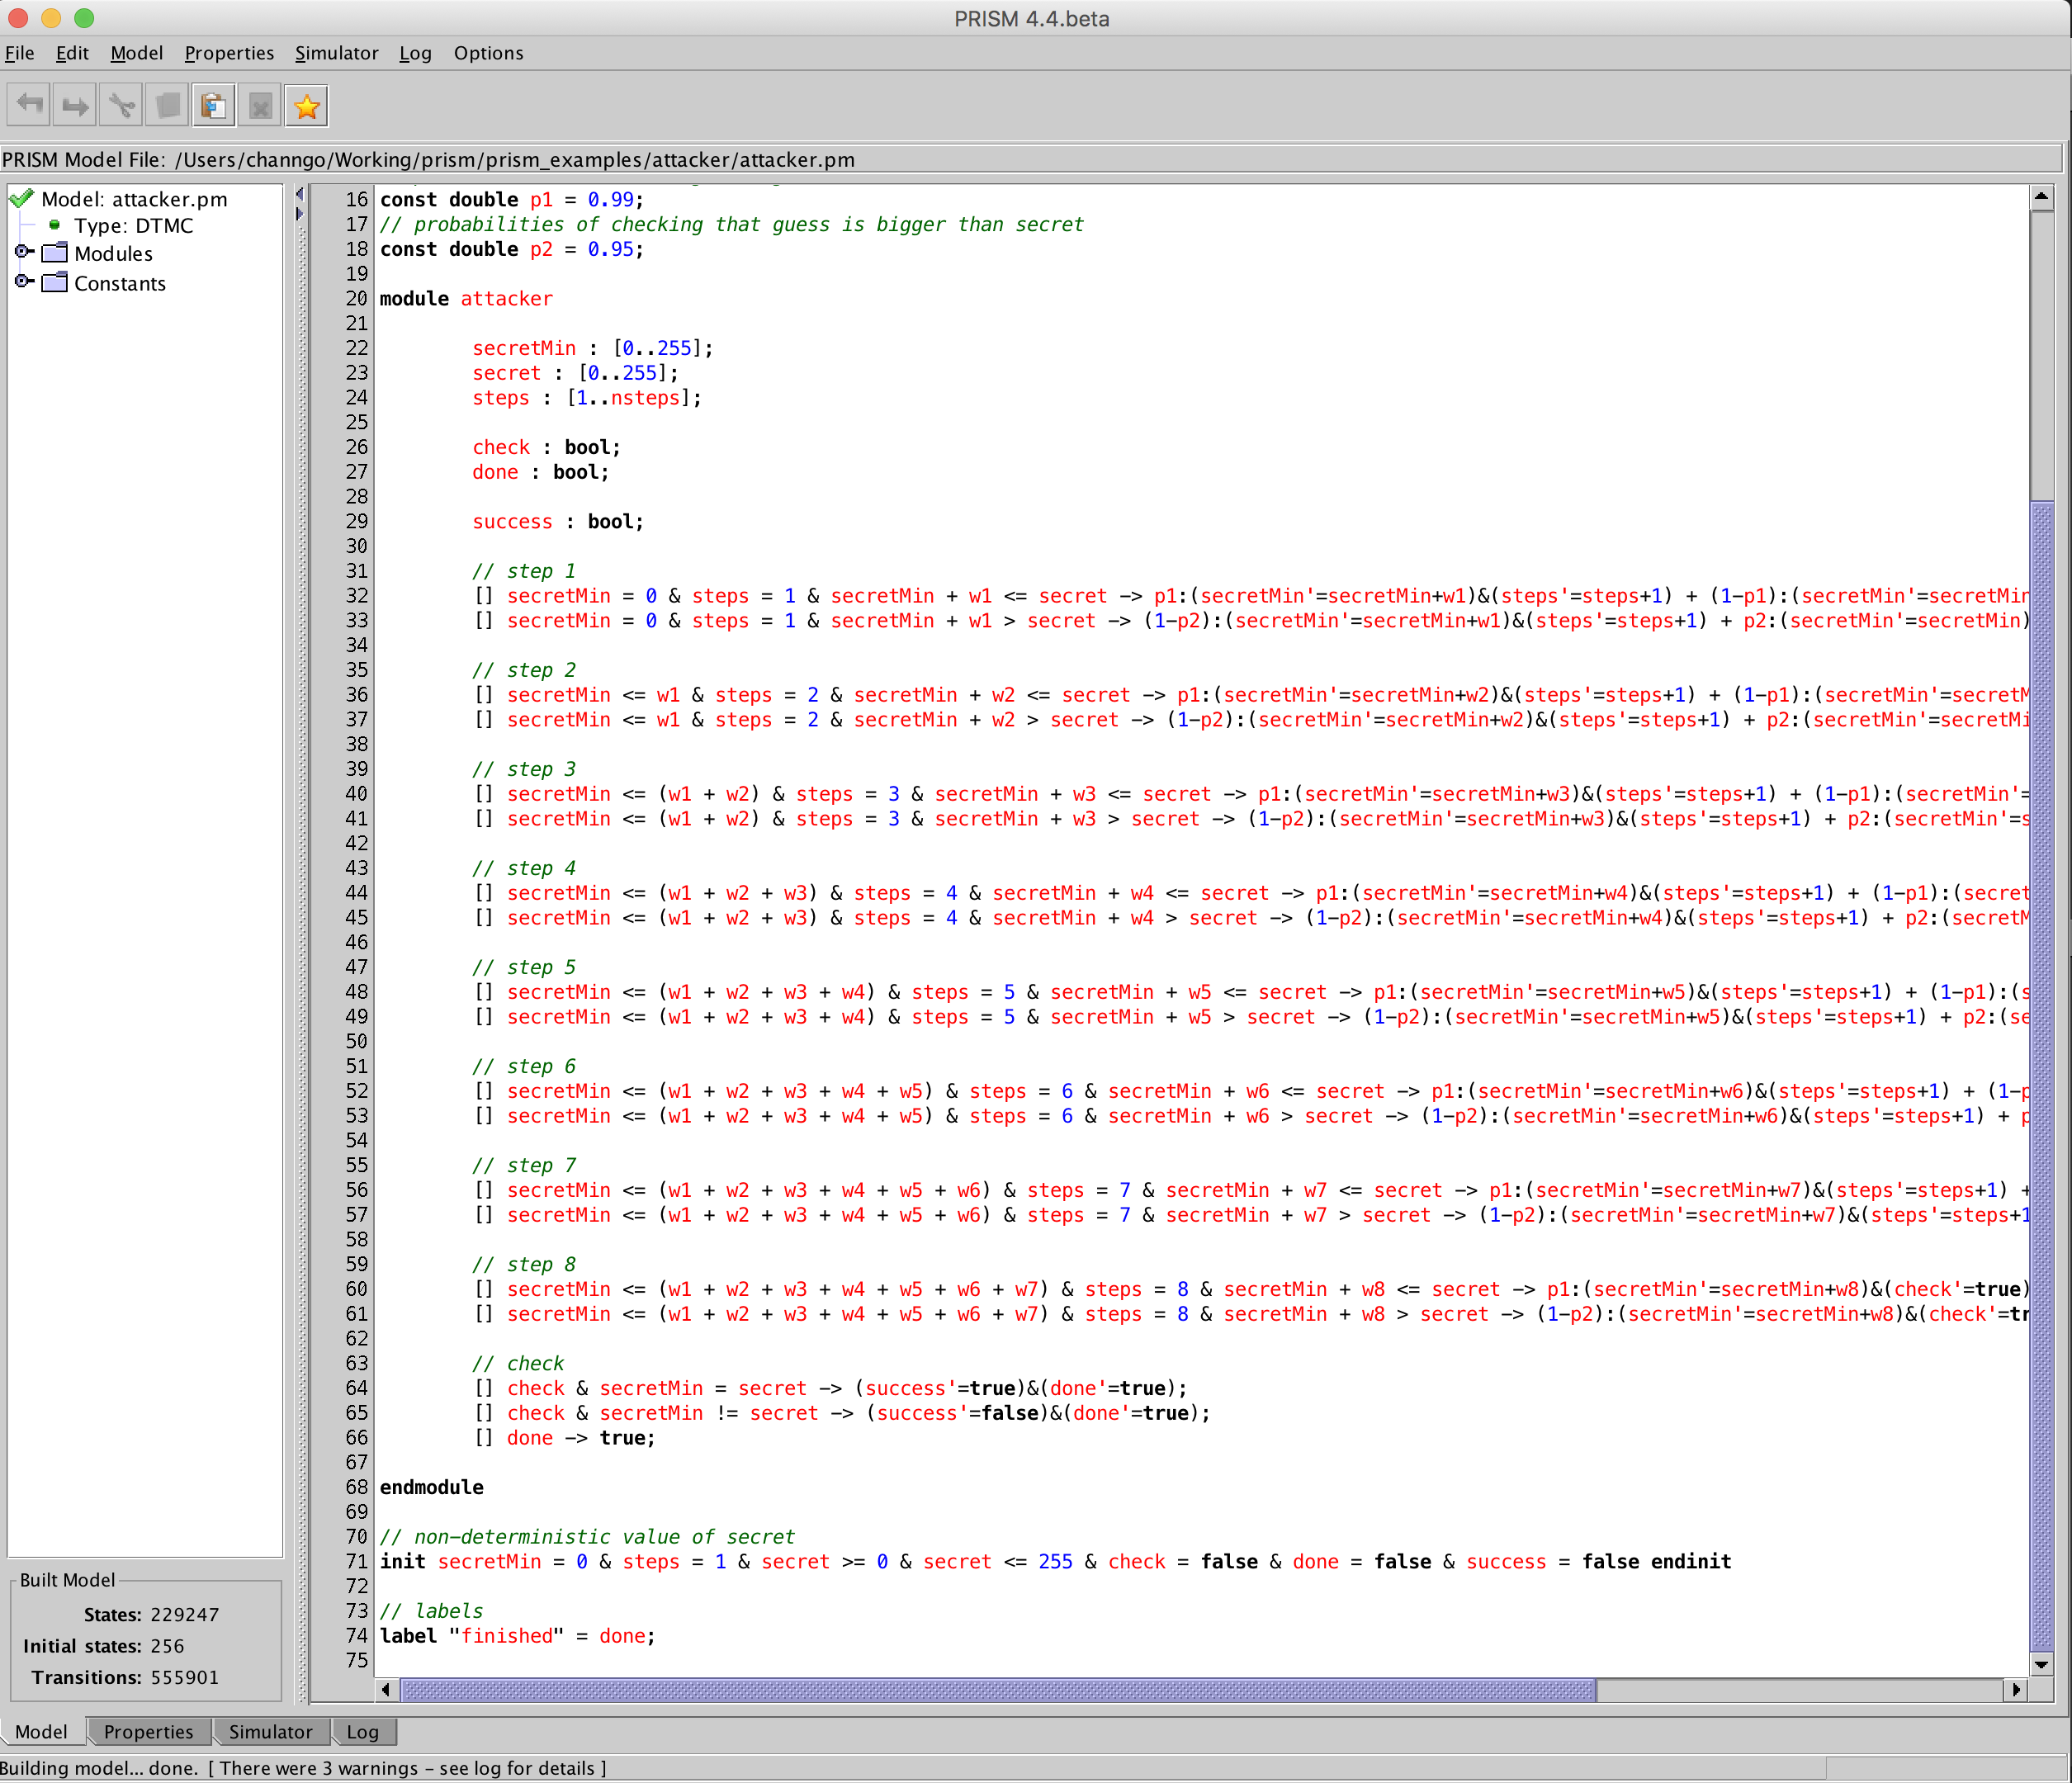 PRISM 4.4.beta
File Edit Model Properties Simulator Log Options
PRISM Model File: /Users/channgo/Working/prism/prism_examples/attacker/attacker.pm
Model: attacker.pm
Type: DTMC
Modules
Constants
16 const double p1 = 0.99;
17 // probabilities of checking that guess is bigger than secret
18 const double p2 = 0.95;
19
20 module attacker
21
22 secretMin : [0..255];
23 secret : [0..255];
24 steps : [1..nsteps];
25
26 check : bool;
27 done : bool;
28
29 success : bool;
30
31 // step 1
32 [] secretMin = 0 & steps = 1 & secretMin + w1 <= secret -> p1:(secretMin'=secretMin+w1)&(steps'=steps+1) + (1-p1):(secretMin'=secretMin
33 [] secretMin = 0 & steps = 1 & secretMin + w1 > secret -> (1-p2):(secretMin'=secretMin+w1)&(steps'=steps+1) + p2:(secretMin'=secretMin)
34
35 // step 2
36 [] secretMin <= w1 & steps = 2 & secretMin + w2 <= secret -> p1:(secretMin'=secretMin+w2)&(steps'=steps+1) + (1-p1):(secretMin'=secretM
37 [] secretMin <= w1 & steps = 2 & secretMin + w2 > secret -> (1-p2):(secretMin'=secretMin+w2)&(steps'=steps+1) + p2:(secretMin'=secretMi
38
39 // step 3
40 [] secretMin <= (w1 + w2) & steps = 3 & secretMin + w3 <= secret -> p1:(secretMin'=secretMin+w3)&(steps'=steps+1) + (1-p1):(secretMin'=
41 [] secretMin <= (w1 + w2) & steps = 3 & secretMin + w3 > secret -> (1-p2):(secretMin'=secretMin+w3)&(steps'=steps+1) + p2:(secretMin'=s
42
43 // step 4
44 [] secretMin <= (w1 + w2 + w3) & steps = 4 & secretMin + w4 <= secret -> p1:(secretMin'=secretMin+w4)&(steps'=steps+1) + (1-p1):(secret
45 [] secretMin <= (w1 + w2 + w3) & steps = 4 & secretMin + w4 > secret -> (1-p2):(secretMin'=secretMin+w4)&(steps'=steps+1) + p2:(secretM
46
47 // step 5
48 [] secretMin <= (w1 + w2 + w3 + w4) & steps = 5 & secretMin + w5 <= secret -> p1:(secretMin'=secretMin+w5)&(steps'=steps+1) + (1-p1):(s
49 [] secretMin <= (w1 + w2 + w3 + w4) & steps = 5 & secretMin + w5 > secret -> (1-p2):(secretMin'=secretMin+w5)&(steps'=steps+1) + p2:(se
50
51 // step 6
52 [] secretMin <= (w1 + w2 + w3 + w4 + w5) & steps = 6 & secretMin + w6 <= secret -> p1:(secretMin'=secretMin+w6)&(steps'=steps+1) + (1-p
53 [] secretMin <= (w1 + w2 + w3 + w4 + w5) & steps = 6 & secretMin + w6 > secret -> (1-p2):(secretMin'=secretMin+w6)&(steps'=steps+1) + p
54
55 // step 7
56 [] secretMin <= (w1 + w2 + w3 + w4 + w5 + w6) & steps = 7 & secretMin + w7 <= secret -> p1:(secretMin'=secretMin+w7)&(steps'=steps+1) +
57 [] secretMin <= (w1 + w2 + w3 + w4 + w5 + w6) & steps = 7 & secretMin + w7 > secret -> (1-p2):(secretMin'=secretMin+w7)&(steps'=steps+1
58
59 // step 8
60 [] secretMin <= (w1 + w2 + w3 + w4 + w5 + w6 + w7) & steps = 8 & secretMin + w8 <= secret -> p1:(secretMin'=secretMin+w8)&(check'=true)
61 [] secretMin <= (w1 + w2 + w3 + w4 + w5 + w6 + w7) & steps = 8 & secretMin + w8 > secret -> (1-p2):(secretMin'=secretMin+w8)&(check'=tr
62
63 // check
64 [] check & secretMin = secret -> (success'=true)&(done'=true);
65 [] check & secretMin != secret -> (success'=false)&(done'=true);
66 [] done -> true;
67
68 endmodule
69
70 // non-deterministic value of secret
71 init secretMin = 0 & steps = 1 & secret >= 0 & secret <= 255 & check = false & done = false & success = false endinit
72
73 // labels
74 label "finished" = done;
75
Built Model
States: 229247
Initial states: 256
Transitions: 555901
Model Properties Simulator Log
Building model... done. [ There were 3 warnings - see log for details ]